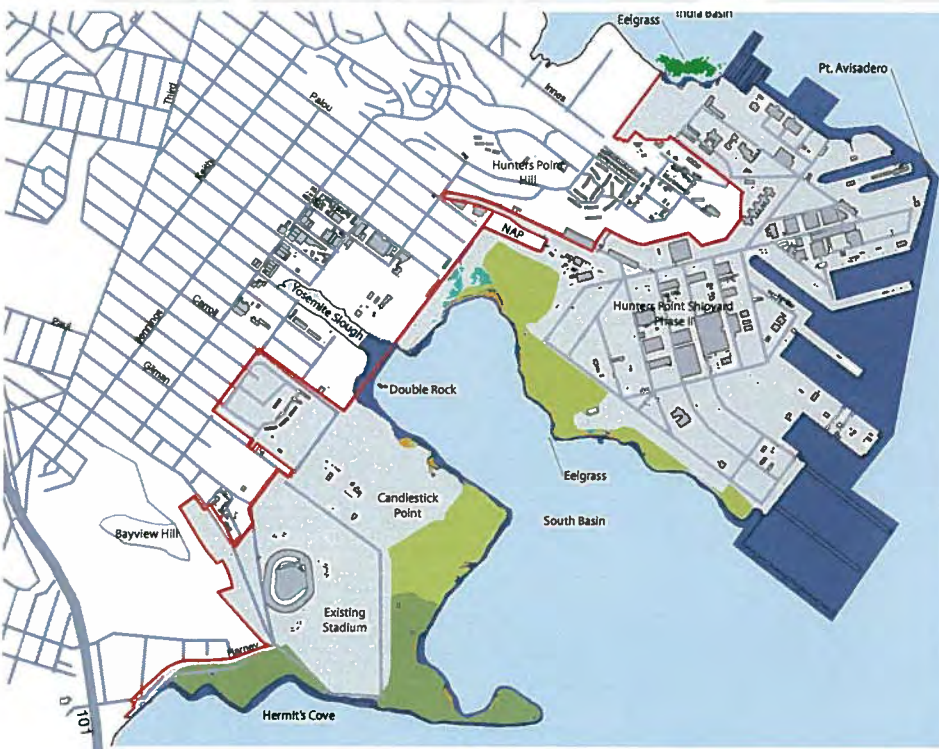 Eelgrass
India Basin
Pt. Avisadero
Third
Palou
Innes
Keith
Hunters Point
Hill
NAP
Yosemite Slough
Hunters Point Shipyard
Phase II
Carroll
Paul
Jennings
Gilman
Double Rock
Eelgrass
Candlestick
Point
South Basin
Bayview Hill
Existing
Stadium
Harney
Hermit's Cove
101